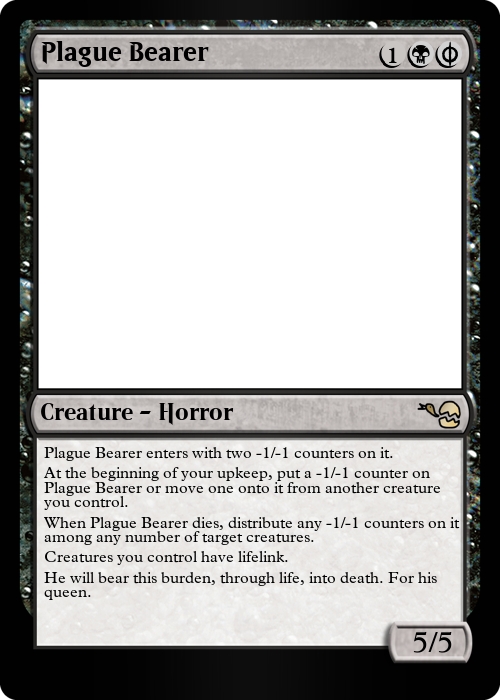 Plague Bearer 1
Creature – Horror
Plague Bearer enters with two -1/-1 counters on it.
At the beginning of your upkeep, put a -1/-1 counter on
Plague Bearer or move one onto it from another creature
you control.
When Plague Bearer dies, distribute any -1/-1 counters on it
among any number of target creatures.
Creatures you control have lifelink.
He will bear this burden, through life, into death. For his
queen.
5/5